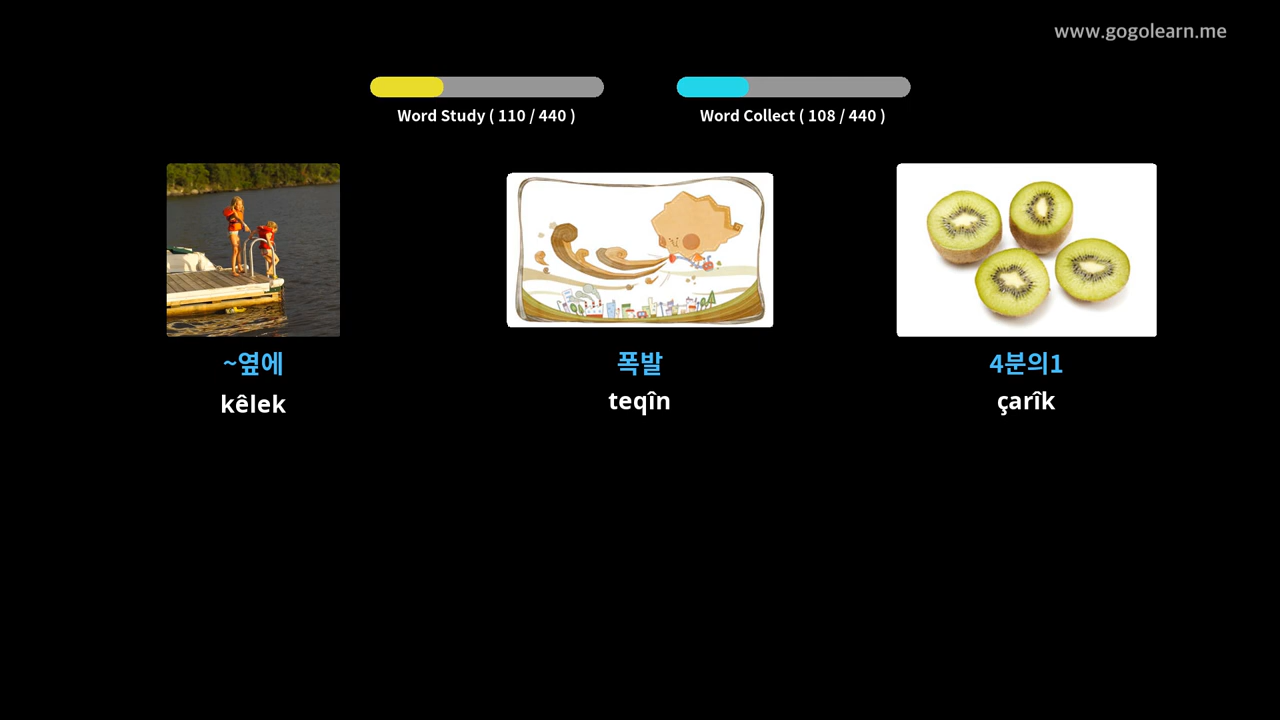 www.gogolearn.me
Word Study ( 110 / 440 )
Word Collect ( 108 / 440 )
~옆에
kêlek
폭발
teqîn
4분의1
çarîk